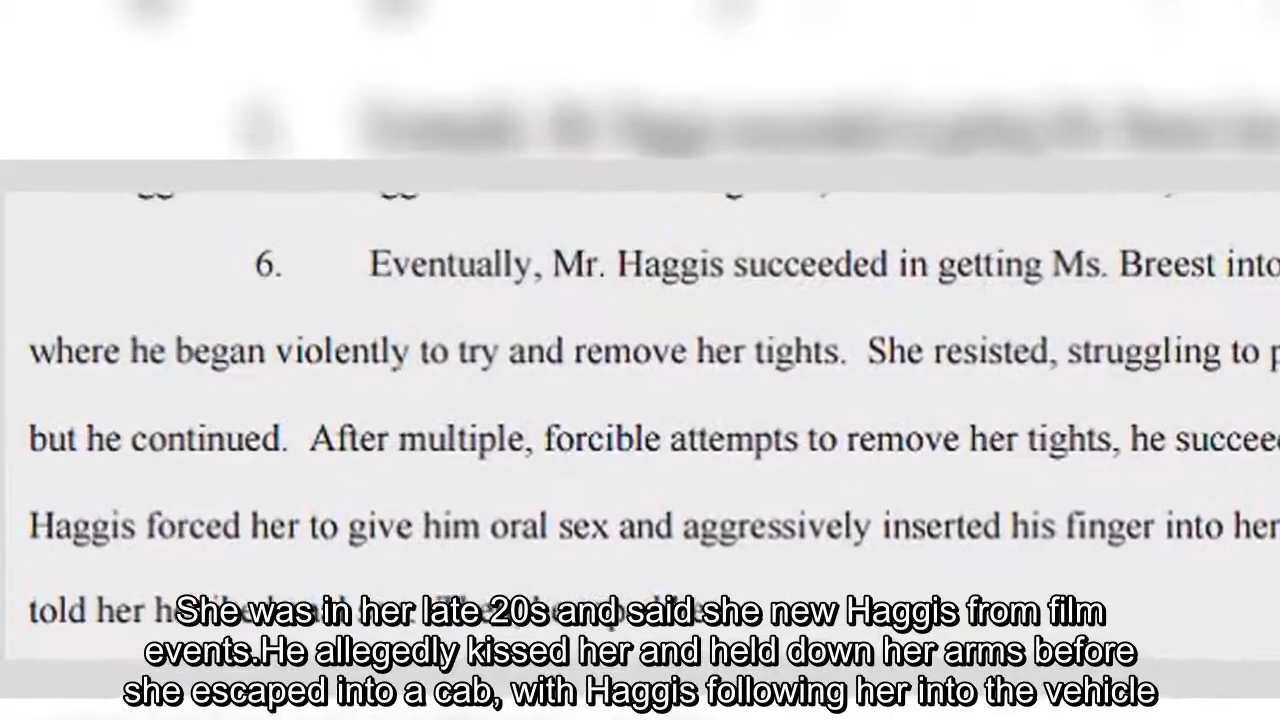 6. Eventually, Mr. Haggis succeeded in getting Ms. Breest into
where he began violently to try and remove her tights. She resisted, struggling to p
but he continued. After multiple, forcible attempts to remove her tights, he succee
Haggis forced her to give him oral sex and aggressively inserted his finger into her
told her
She was in her late 20s and said she new Haggis from film
events.He allegedly kissed her and held down her arms before
she escaped into a cab, with Haggis following her into the vehicle